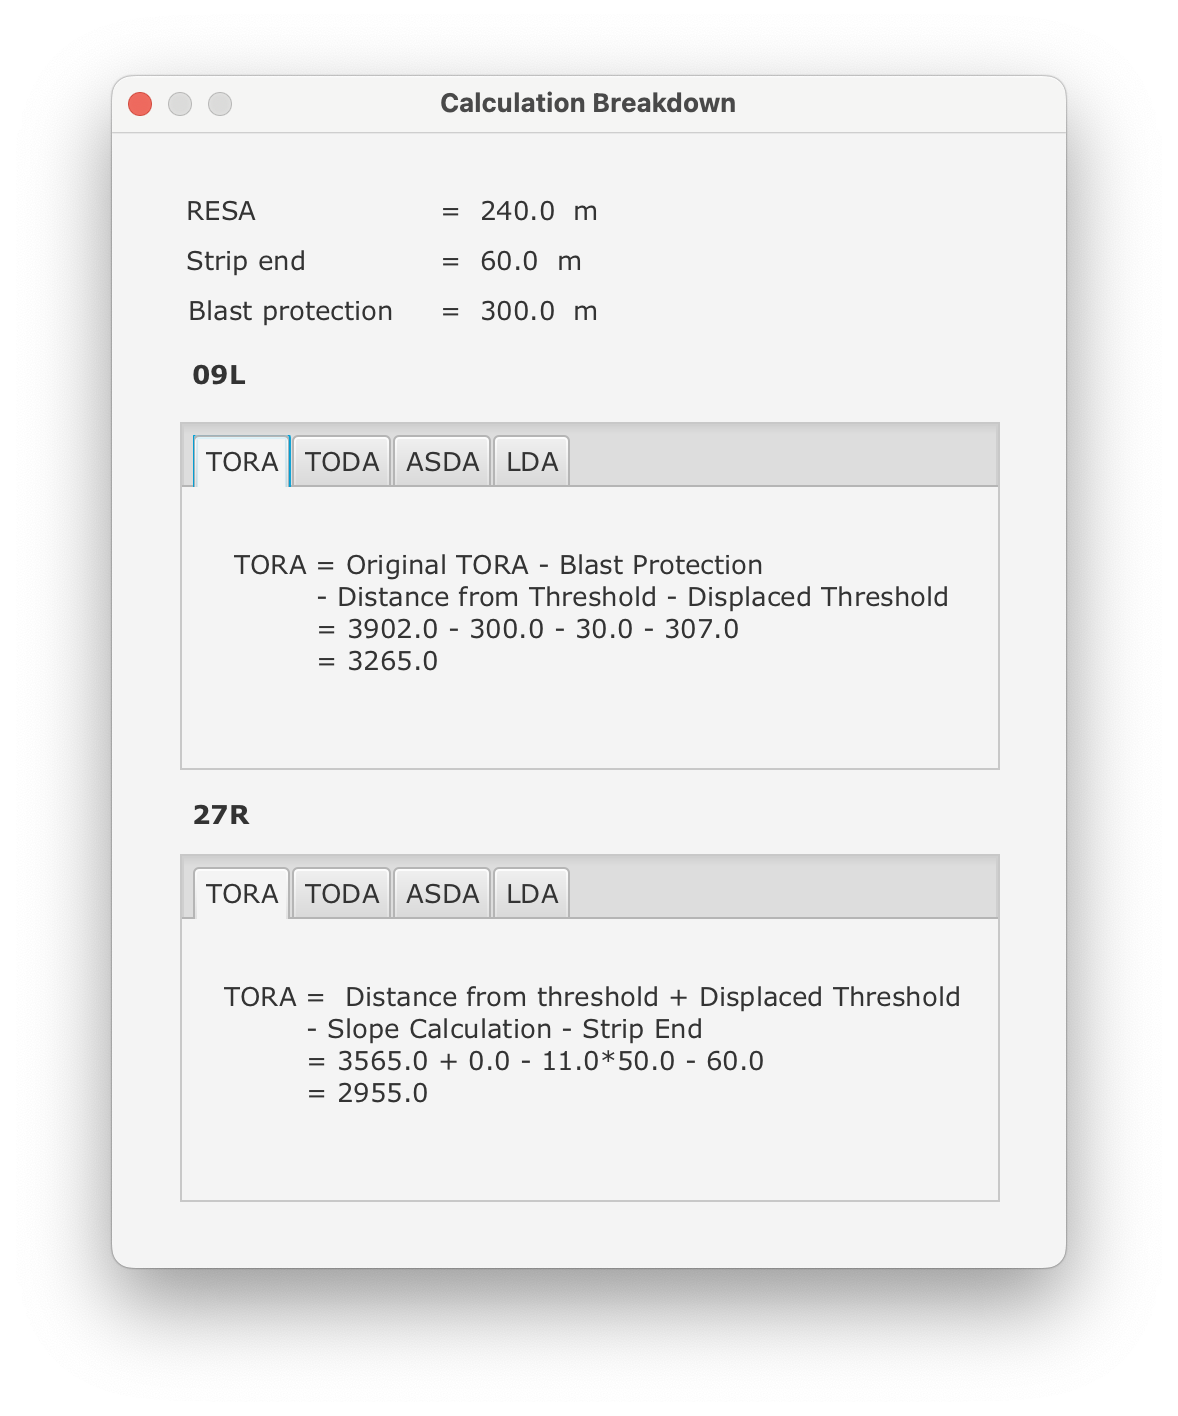 Calculation Breakdown
RESA = 240.0 m
Strip end = 60.0 m
Blast protection = 300.0 m
09L
TORA TODA ASDA LDA
TORA = Original TORA - Blast Protection
- Distance from Threshold - Displaced Threshold
= 3902.0 - 300.0 - 30.0 - 307.0
= 3265.0
27R
TORA TODA ASDA LDA
TORA = Distance from threshold + Displaced Threshold
- Slope Calculation - Strip End
= 3565.0 + 0.0 - 11.0*50.0 - 60.0
= 2955.0